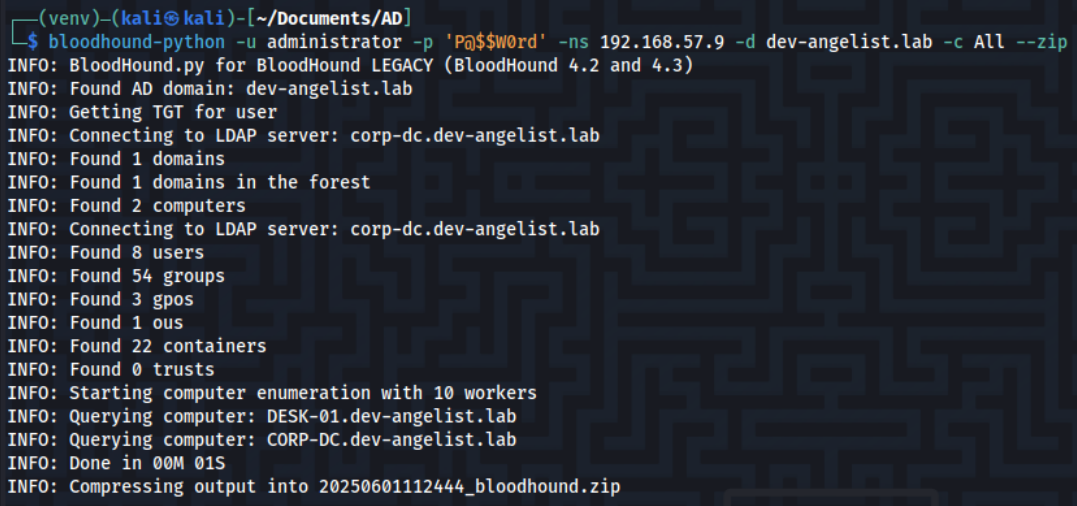 ┌──(venv)─(kali㉿kali)-[~/Documents/AD]
└─$ bloodhound-python -u administrator -p 'P@$$W0rd' -ns 192.168.57.9 -d dev-angelist.lab -c All --zip
INFO: BloodHound.py for BloodHound LEGACY (BloodHound 4.2 and 4.3)
INFO: Found AD domain: dev-angelist.lab
INFO: Getting TGT for user
INFO: Connecting to LDAP server: corp-dc.dev-angelist.lab
INFO: Found 1 domains
INFO: Found 1 domains in the forest
INFO: Found 2 computers
INFO: Connecting to LDAP server: corp-dc.dev-angelist.lab
INFO: Found 8 users
INFO: Found 54 groups
INFO: Found 3 gpos
INFO: Found 1 ous
INFO: Found 22 containers
INFO: Found 0 trusts
INFO: Starting computer enumeration with 10 workers
INFO: Querying computer: DESK-01.dev-angelist.lab
INFO: Querying computer: CORP-DC.dev-angelist.lab
INFO: Done in 00M 01S
INFO: Compressing output into 20250601112444_bloodhound.zip